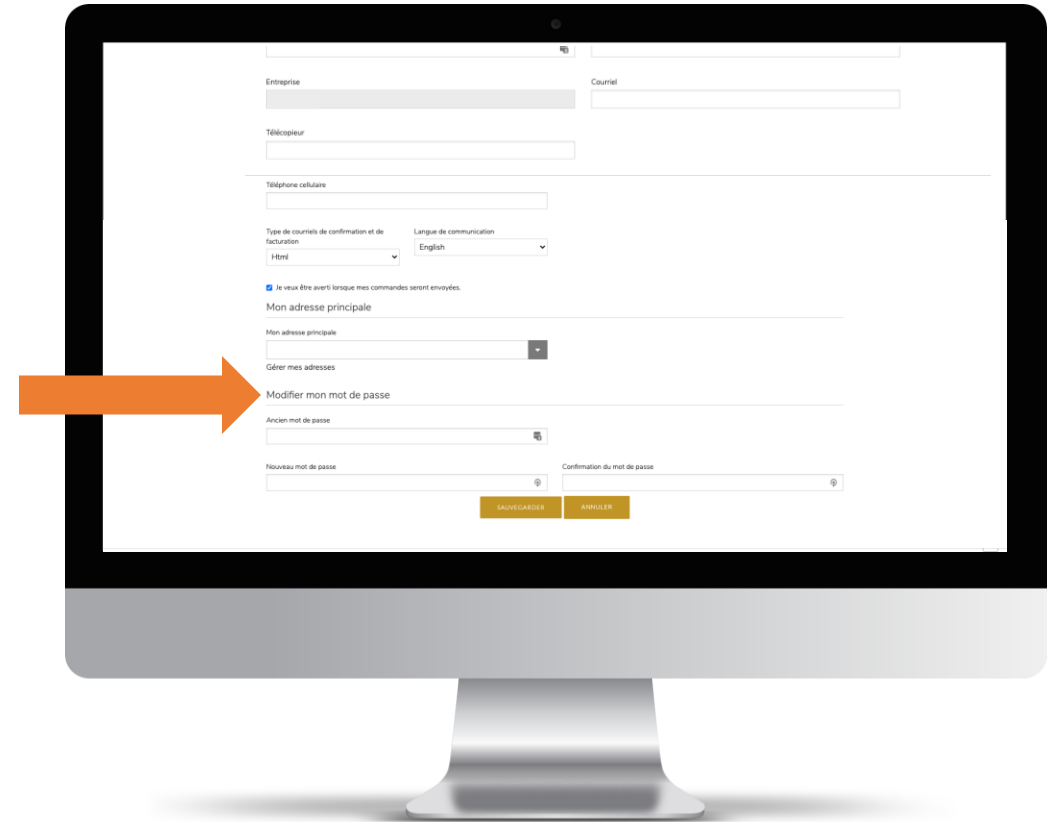 Entreprise
Courriel
Télécopieur
Téléphone cellulaire
Type de courriels de confirmation et de
facturation
Langue de communication
Html
English
Je veux être averti lorsque mes commandes seront envoyées.
Mon adresse principale
Mon adresse principale
Gérer mes adresses
Modifier mon mot de passe
Ancien mot de passe
Nouveau mot de passe
Confirmation du mot de passe
SAUVEGARDER
ANNULER